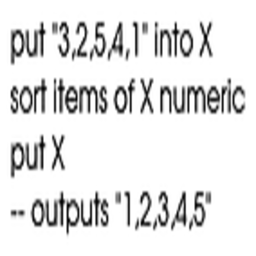 put "3,2,5,4,1" into X
sort items of X numeric
put X
-- outputs "1,2,3,4,5"